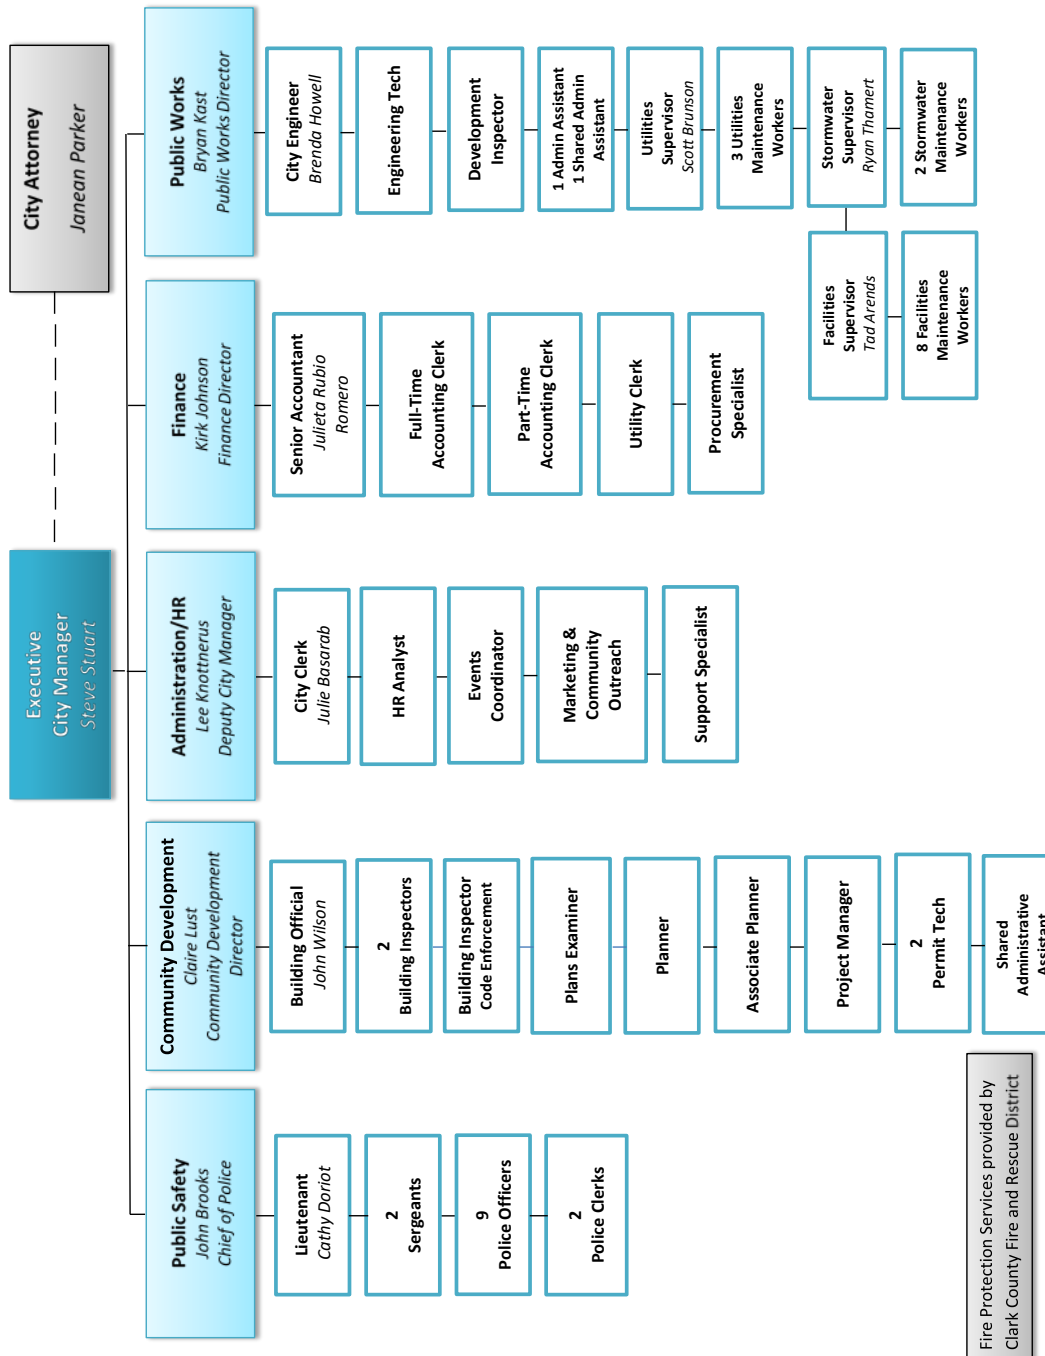 Executive
City Manager
Steve Stuart
City Attorney
Janean Parker
Public Safety
John Brooks
Chief of Police
Lieutenant
Cathy Doriot
2
Sergeants
9
Police Officers
2
Police Clerks
Community Development
Claire Lust
Community Development
Director
Building Official
John Wilson
2
Building Inspectors
Building Inspector
Code Enforcement
Plans Examiner
Planner
Associate Planner
Project Manager
2
Permit Tech
Shared
Administrative
Assistant
Administration/HR
Lee Knottnerus
Deputy City Manager
City Clerk
Julie Basarab
HR Analyst
Events
Coordinator
Marketing &
Community
Outreach
Support Specialist
Finance
Kirk Johnson
Finance Director
Senior Accountant
Julieta Rubio
Romero
Full-Time
Accounting Clerk
Part-Time
Accounting Clerk
Utility Clerk
Procurement
Specialist
Public Works
Bryan Kast
Public Works Director
City Engineer
Brenda Howell
Engineering Tech
Development
Inspector
1 Admin Assistant
1 Shared Admin
Assistant
Utilities
Supervisor
Scott Brunson
3 Utilities
Maintenance
Workers
Stormwater
Supervisor
Ryan Thamert
2 Stormwater
Maintenance
Workers
Facilities
Supervisor
Tad Arends
8 Facilities
Maintenance
Workers
Fire Protection Services provided by
Clark County Fire and Rescue District